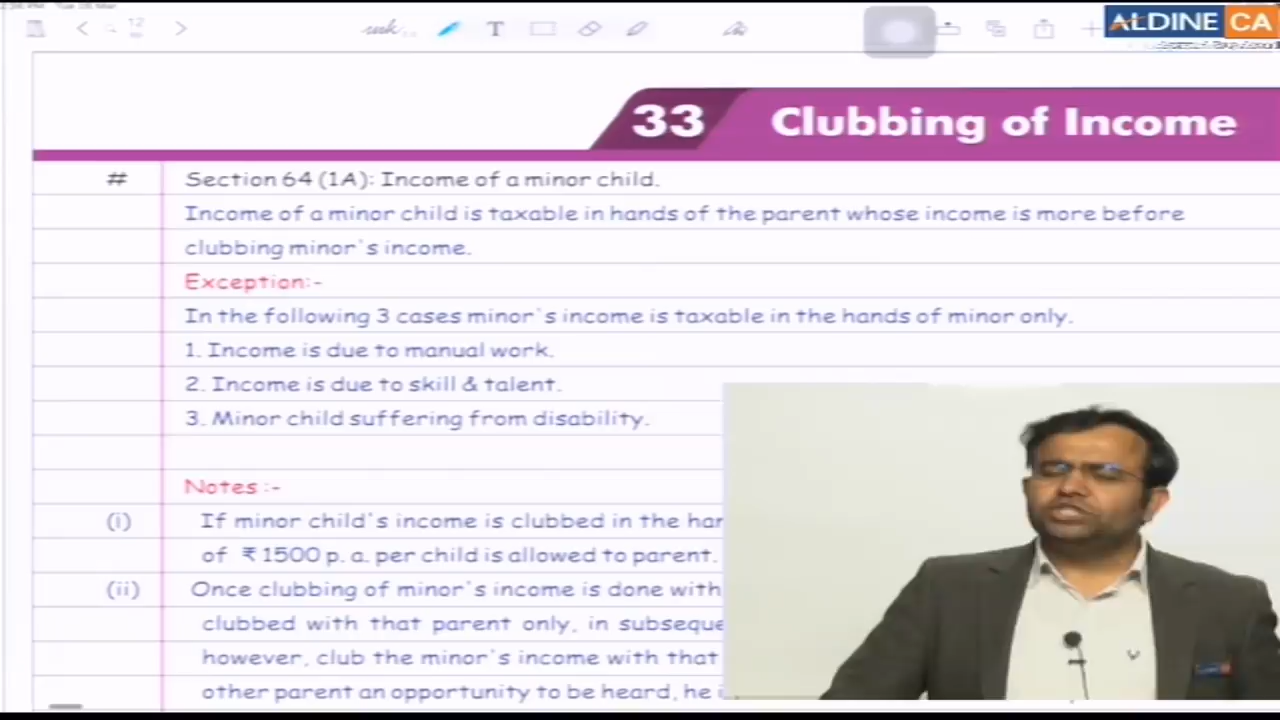 12
T
ALDINE CA
33 Clubbing of Income
# Section 64 (1A): Income of a minor child.
Income of a minor child is taxable in hands of the parent whose income is more before
clubbing minor's income.
Exception:-
In the following 3 cases minor's income is taxable in the hands of minor only.
1. Income is due to manual work.
2. Income is due to skill & talent.
3. Minor child suffering from disability.
Notes :-
(i) If minor child's income is clubbed in the
of ₹1500 p. a. per child is allowed to parent.
(ii) Once clubbing of minor's income is done with
clubbed with that parent only, in
however, club the minor's income with that
other parent an opportunity to be heard, he